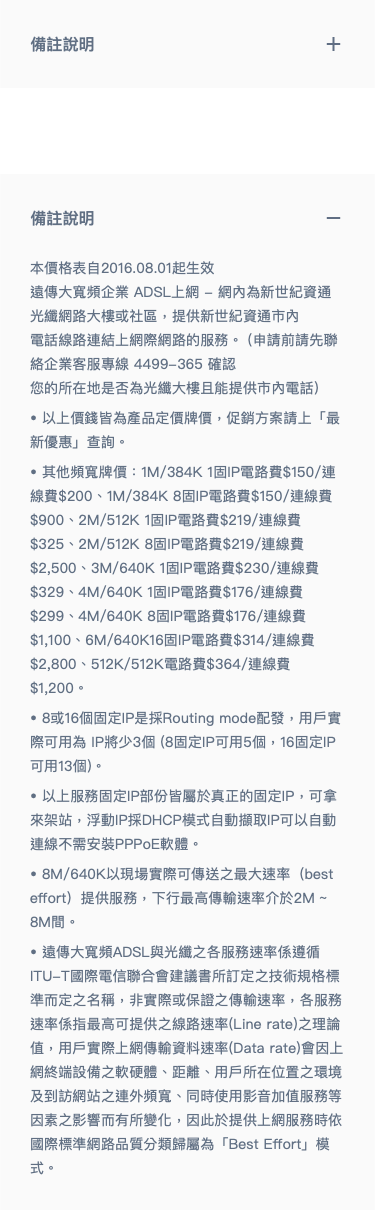 備註說明
備註說明
本價格表自2016.08.01起生效
遠傳大寬頻企業 ADSL上網 – 網內為新世紀資通
光纖網路大樓或社區，提供新世紀資通市內
電話線路連結上網際網路的服務。（申請前請先聯
絡企業客服專線 4499–365 確認
您的所在地是否為光纖大樓且能提供市內電話）
• 以上價錢皆為產品定價牌價，促銷方案請上「最
新優惠」查詢。
• 其他頻寬牌價：1M/384K 1固IP電路費$150/連
線費$200、1M/384K 8固IP電路費$150/連線費
$900、2M/512K 1固IP電路費$219/連線費
$325、2M/512K 8固IP電路費$219/連線費
$2,500、3M/640K 1固IP電路費$230/連線費
$329、4M/640K 1固IP電路費$176/連線費
$299、4M/640K 8固IP電路費$176/連線費
$1,100、6M/640K16固IP電路費$314/連線費
$2,800、512K/512K電路費$364/連線費
$1,200。
• 8或16個固定IP是採Routing mode配發，用戶實
際可用為 IP將少3個 (8固定IP可用5個，16固定IP
可用13個)。
• 以上服務固定IP部份皆屬於真正的固定IP，可拿
來架站，浮動IP採DHCP模式自動擷取IP可以自動
連線不需安裝PPPoE軟體。
• 8M/640K以現場實際可傳送之最大速率（best
effort）提供服務，下行最高傳輸速率介於2M ~
8M間。
• 遠傳大寬頻ADSL與光纖之各服務速率係遵循
ITU–T國際電信聯合會建議書所訂定之技術規格標
準而定之名稱，非實際或保證之傳輸速率，各服務
速率係指最高可提供之線路速率(Line rate)之理論
值，用戶實際上網傳輸資料速率(Data rate)會因上
網終端設備之軟硬體、距離、用戶所在位置之環境
及到訪網站之連外頻寬、同時使用影音加值服務等
因素之影響而有所變化，因此於提供上網服務時依
國際標準網路品質分類歸屬為「Best Effort」模
式。